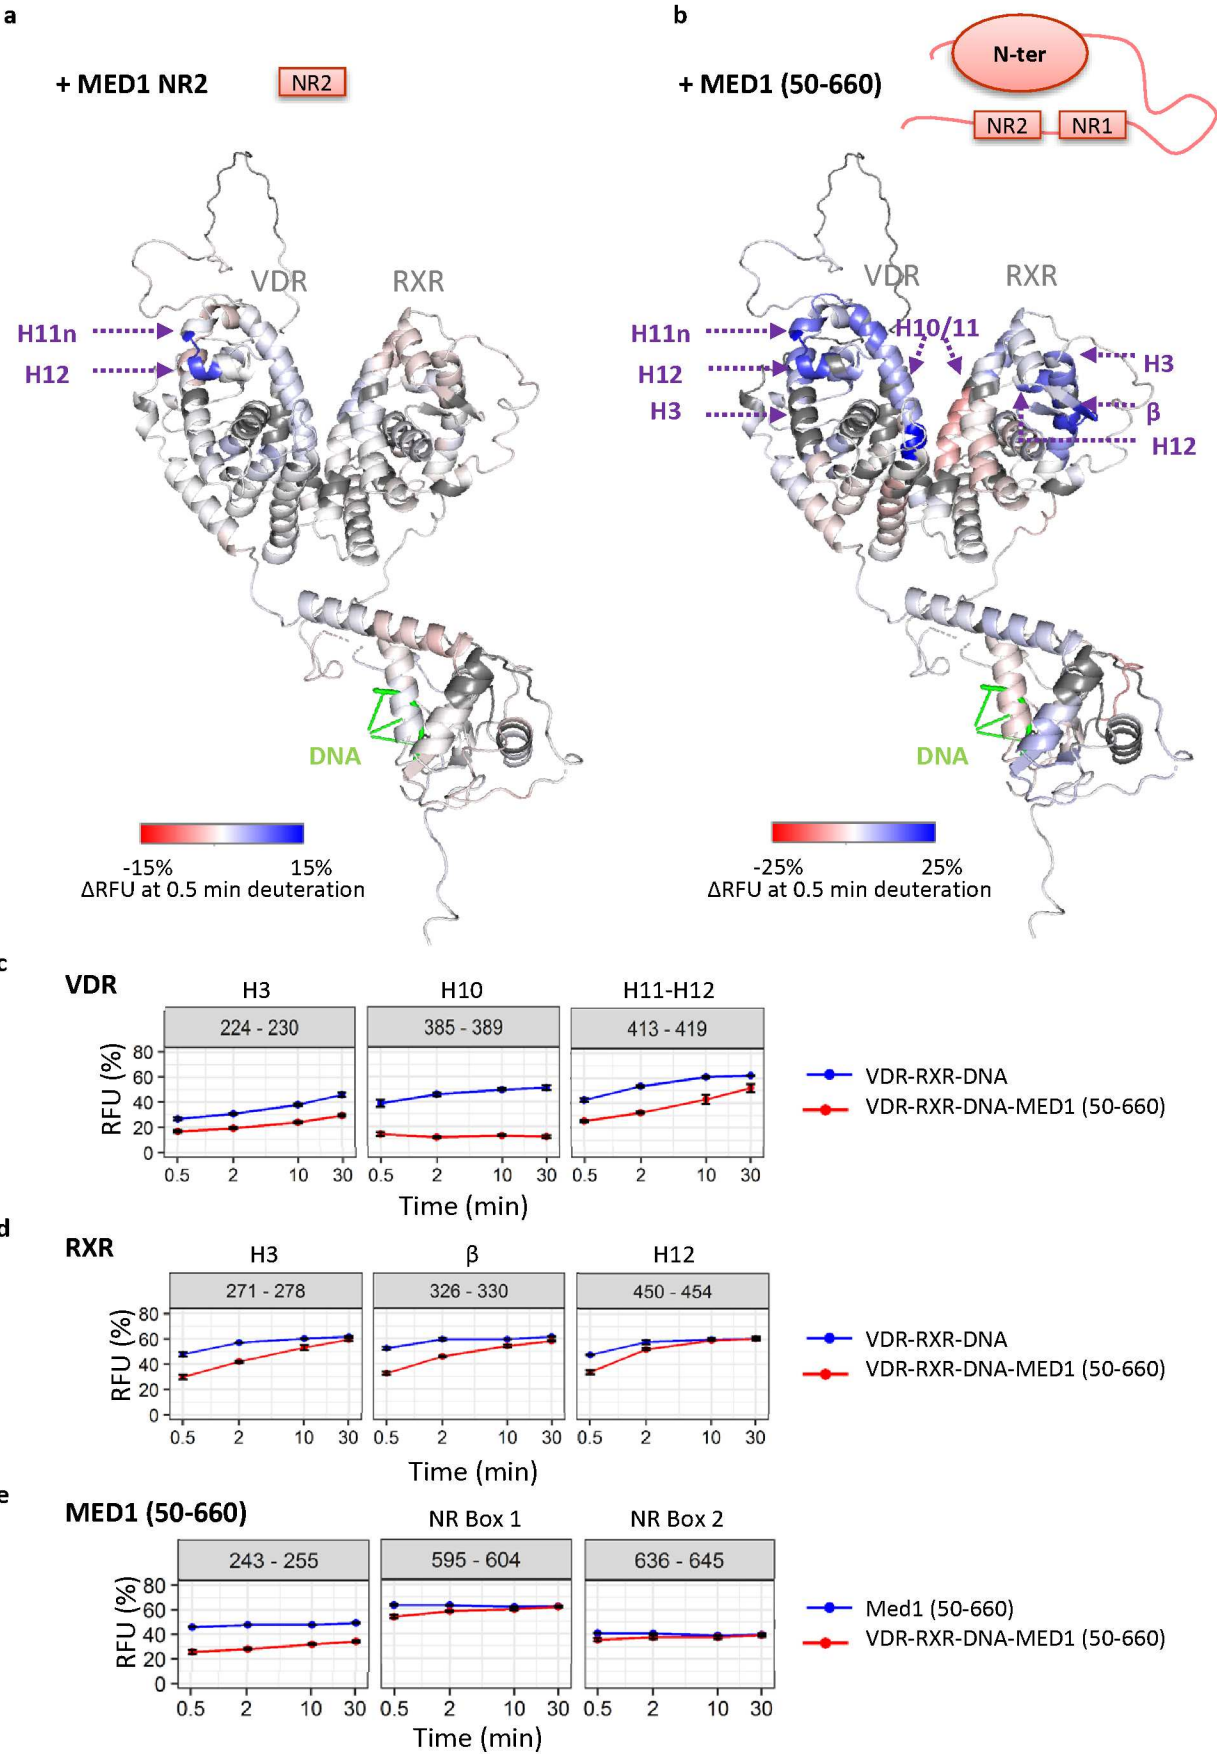 a
+ MED1 NR2
NR2
VDR
RXR
H11n
H12
DNA
-15%
15%
ΔRFU at 0.5 min deuteration
b
+ MED1 (50-660)
N-ter
NR2
NR1
VDR
RXR
H11n
H10/11
H12
H3
H3
β
H12
DNA
-25%
25%
ΔRFU at 0.5 min deuteration
c
VDR
H3
H10
H11-H12
224 - 230
385 - 389
413 - 419
RFU (%)
80
60
40
20
0
0.5 2 10 30
0.5 2 10 30
0.5 2 10 30
Time (min)
VDR-RXR-DNA
VDR-RXR-DNA-MED1 (50-660)
d
RXR
H3
β
H12
271 - 278
326 - 330
450 - 454
RFU (%)
80
60
40
20
0
0.5 2 10 30
0.5 2 10 30
0.5 2 10 30
Time (min)
VDR-RXR-DNA
VDR-RXR-DNA-MED1 (50-660)
e
MED1 (50-660)
NR Box 1
NR Box 2
243 - 255
595 - 604
636 - 645
RFU (%)
80
60
40
20
0
0.5 2 10 30
0.5 2 10 30
0.5 2 10 30
Time (min)
Med1 (50-660)
VDR-RXR-DNA-MED1 (50-660)